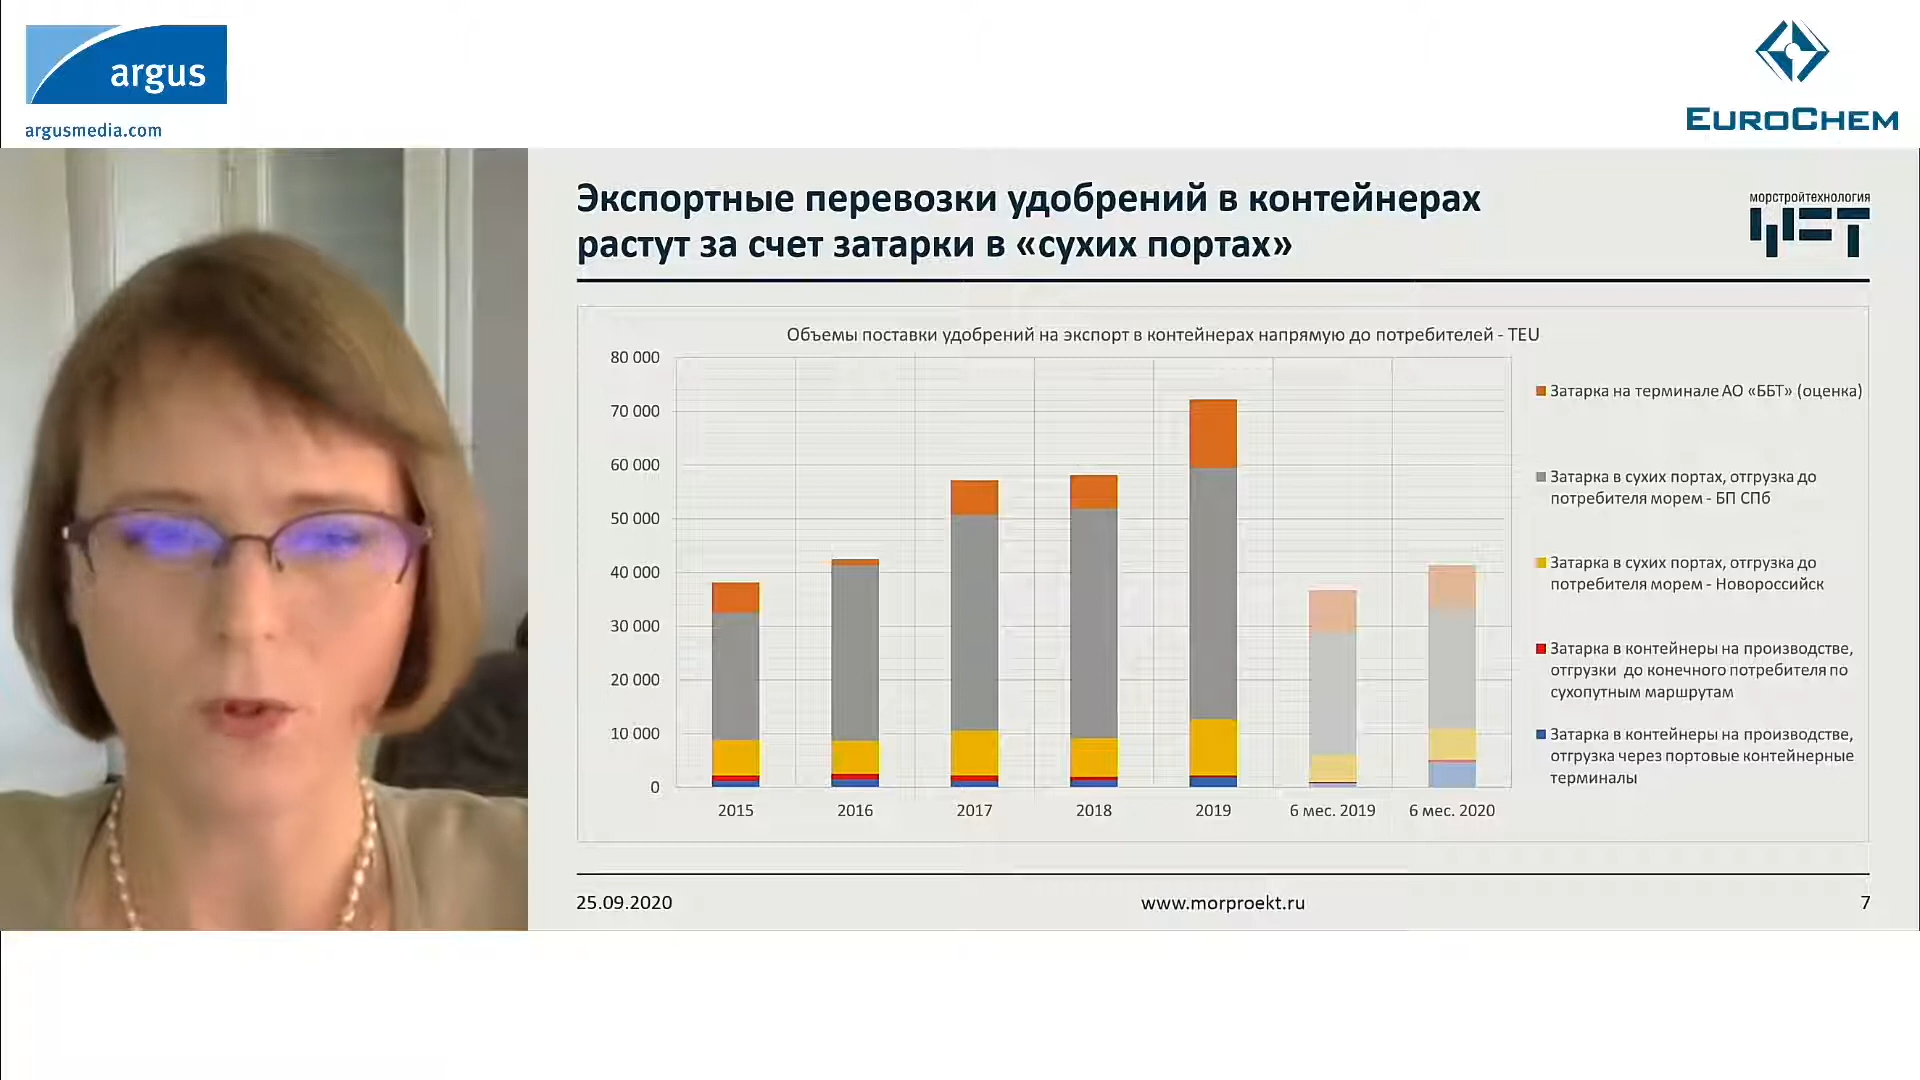 argus
argusmedia.com
EUROCHEM
Экспортные перевозки удобрений в контейнерах
растут за счет затарки в «сухих портах»
МОРСТРОЙТЕХНОЛОГИЯ
Объемы поставки удобрений на экспорт в контейнерах напрямую до потребителей - TEU
80 000
70 000
60 000
50 000
40 000
30 000
20 000
10 000
0
2015
2016
2017
2018
2019
6 мес. 2019
6 мес. 2020
Затарка на терминале АО «ББТ» (оценка)
Затарка в сухих портах, отгрузка до
потребителя морем - БП СПб
Затарка в сухих портах, отгрузка до
потребителя морем - Новороссийск
Затарка в контейнеры на производстве,
отгрузки до конечного потребителя по
сухопутным маршрутам
Затарка в контейнеры на производстве,
отгрузка через портовые контейнерные
терминалы
25.09.2020
www.morproekt.ru
7